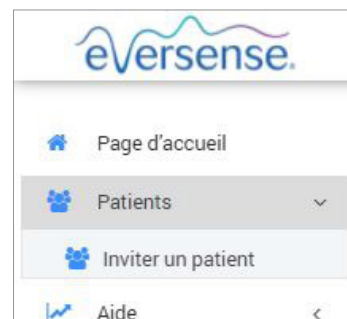 eversense.
Page d'accueil
Patients
Inviter un patient
Aide